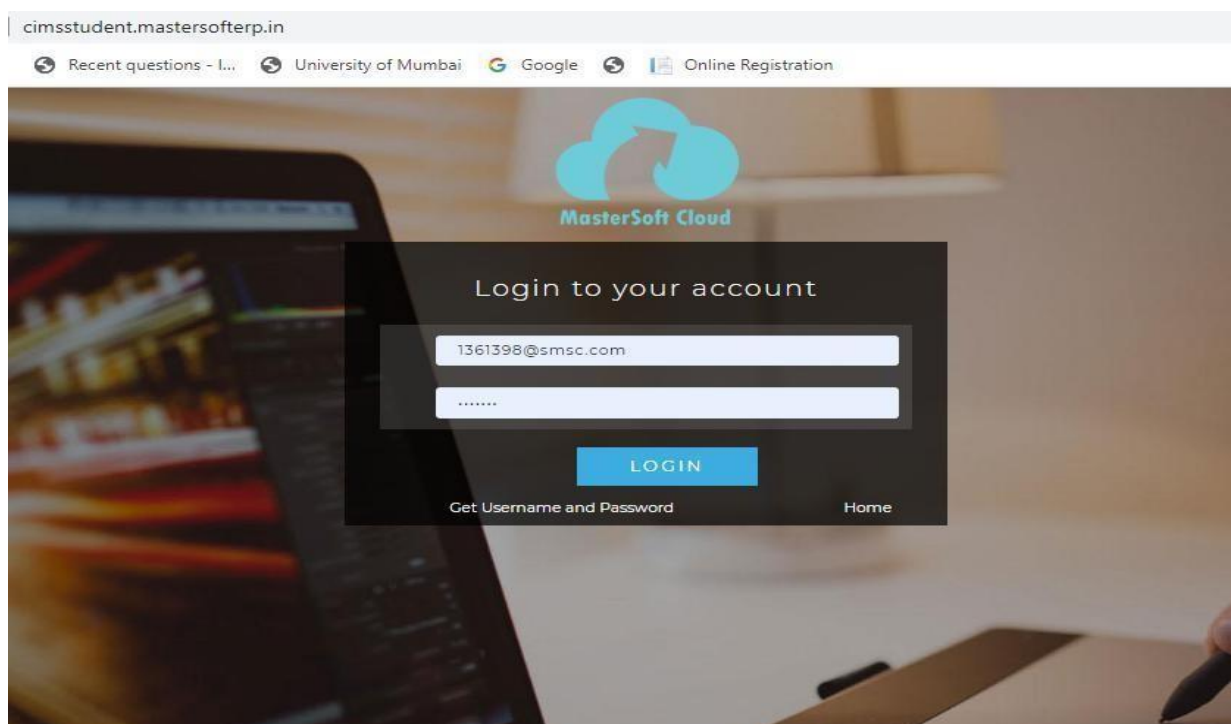 cimsstudent.mastersofterp.in
Recent questions - I... University of Mumbai Google Online Registration
MasterSoft Cloud
Login to your account
1361398@smsc.com
.......
LOGIN
Get Username and Password Home